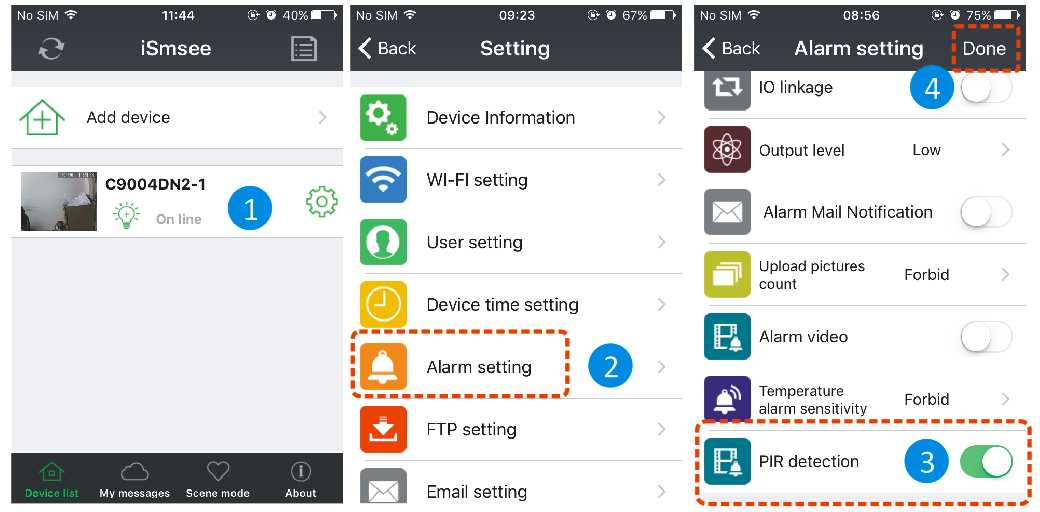 No SIM 11:44 40%
iSmsee
Add device
C9004DN2-1
On line
1
Device list My messages Scene mode About
No SIM 09:23 67%
Back Setting
Device Information
WI-FI setting
User setting
Device time setting
Alarm setting 2
FTP setting
Email setting
No SIM 08:56 75%
Back Alarm setting Done
IO linkage 4
Output level Low
Alarm Mail Notification
Upload pictures
count
Forbid
Alarm video
Temperature
alarm sensitivity
Forbid
PIR detection 3